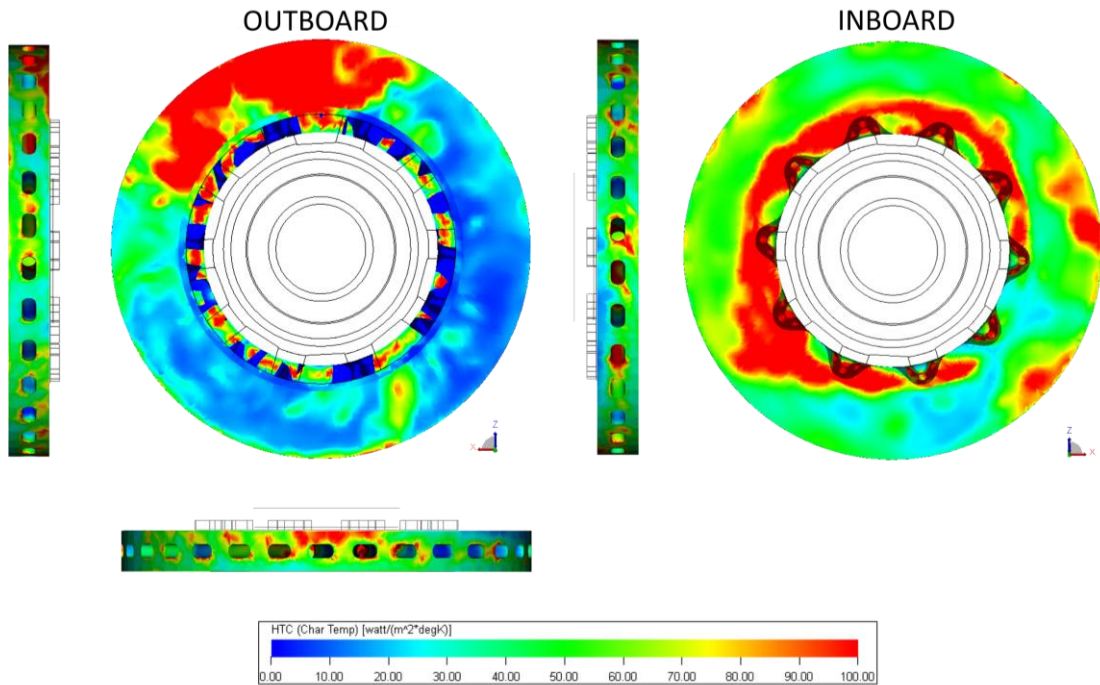 OUTBOARD
INBOARD
Z
X
Z
X
HTC (Char Temp) [watt/(m^2*degK)]
0.00 10.00 20.00 30.00 40.00 50.00 60.00 70.00 80.00 90.00 100.00